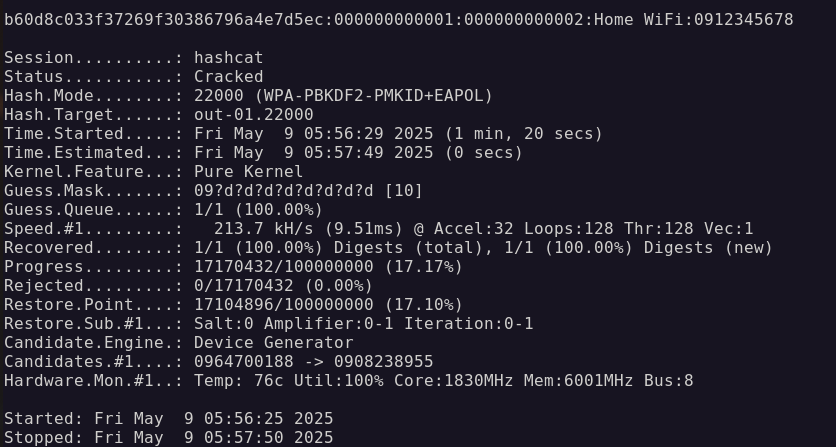 b60d8c033f37269f30386796a4e7d5ec:000000000001:000000000002:Home WiFi:0912345678

Session..........: hashcat
Status...........: Cracked
Hash.Mode........: 22000 (WPA-PBKDF2-PMKID+EAPOL)
Hash.Target......: out-01.22000
Time.Started.....: Fri May  9 05:56:29 2025 (1 min, 20 secs)
Time.Estimated...: Fri May  9 05:57:49 2025 (0 secs)
Kernel.Feature...: Pure Kernel
Guess.Mask.......: 09?d?d?d?d?d?d?d?d [10]
Guess.Queue......: 1/1 (100.00%)
Speed.#1.........:   213.7 kH/s (9.51ms) @ Accel:32 Loops:128 Thr:128 Vec:1
Recovered........: 1/1 (100.00%) Digests (total), 1/1 (100.00%) Digests (new)
Progress.........: 17170432/100000000 (17.17%)
Rejected.........: 0/17170432 (0.00%)
Restore.Point....: 17104896/100000000 (17.10%)
Restore.Sub.#1...: Salt:0 Amplifier:0-1 Iteration:0-1
Candidate.Engine.: Device Generator
Candidates.#1....: 0964700188 -> 0908238955
Hardware.Mon.#1..: Temp: 76c Util:100% Core:1830MHz Mem:6001MHz Bus:8

Started: Fri May  9 05:56:25 2025
Stopped: Fri May  9 05:57:50 2025